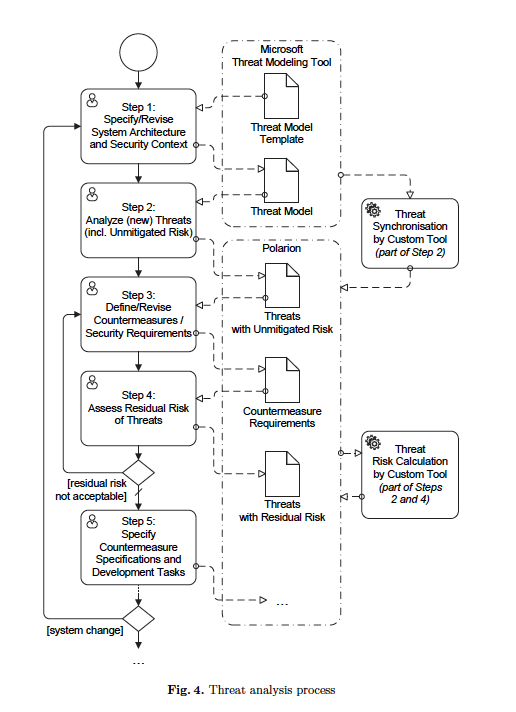 Microsoft
Threat Modeling Tool
Step 1:
Specify/Revise
System Architecture
and Security Context
Threat Model
Template
Step 2:
Analyze (new) Threats
(incl. Unmitigated Risk)
Threat Model
Threat
Synchronisation
by Custom Tool
(part of Step 2)
Polarion
Step 3:
Define/Revise
Countermeasures /
Security Requirements
Threats
with Unmitigated Risk
Step 4:
Assess Residual Risk
of Threats
Countermeasure
Requirements
Threat
Risk Calculation
by Custom Tool
(part of Steps
2 and 4)
[residual risk
not acceptable]
Threats
with Residual Risk
Step 5:
Specify
Countermeasure
Specifications and
Development Tasks
...
[system change]
...
Fig. 4. Threat analysis process